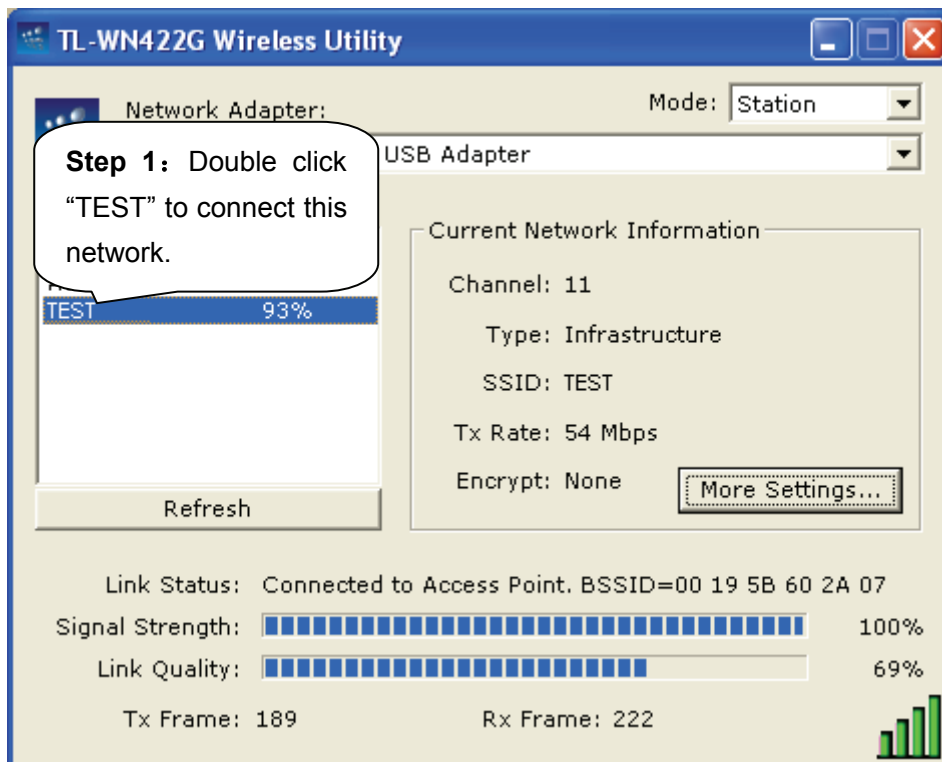 TL-WN422G Wireless Utility
Network Adapter:
Mode: Station
USB Adapter
Step 1： Double click
“TEST” to connect this
network.
TEST 93%
Refresh
Current Network Information
Channel: 11
Type: Infrastructure
SSID: TEST
Tx Rate: 54 Mbps
Encrypt: None
More Settings...
Link Status: Connected to Access Point. BSSID=00 19 5B 60 2A 07
Signal Strength: 100%
Link Quality: 69%
Tx Frame: 189 Rx Frame: 222